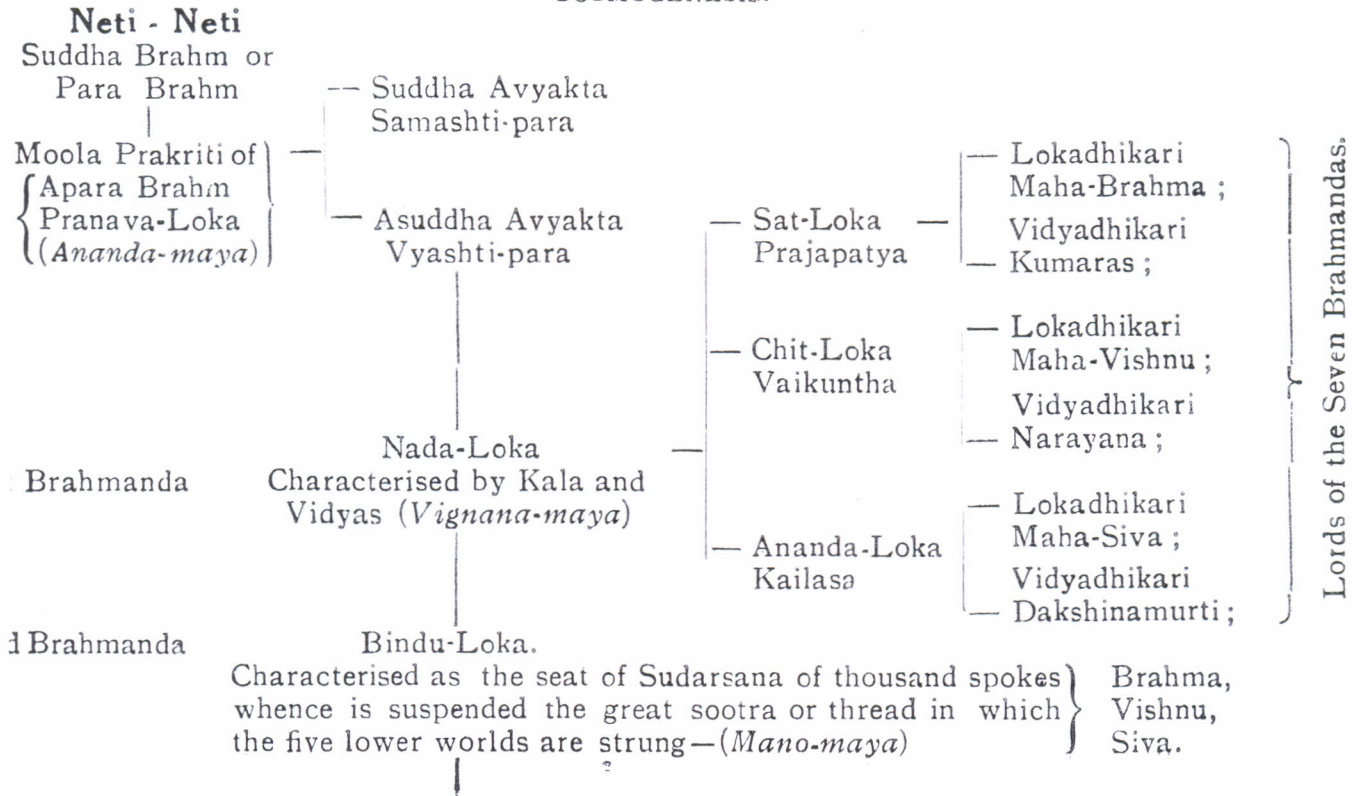 Neti - Neti
Suddha Brahm or
Para Brahm
Moola Prakriti of
Apara Brahm
Pranava-Loka
(Ananda-maya)
Suddha Avyakta
Samashti-para
Asuddha Avyakta
Vyashti-para
Sat-Loka
Prajapatya
Lokadhikari
Maha-Brahma ;
Vidyadhikari
Kumaras ;
Chit-Loka
Vaikuntha
Lokadhikari
Maha-Vishnu ;
Vidyadhikari
Narayana ;
Ananda-Loka
Kailasa
Lokadhikari
Maha-Siva ;
Vidyadhikari
Dakshinamurti ;
Lords of the Seven Brahmandas.
Brahmanda
Nada-Loka
Characterised by Kala and
Vidyas (Vignana-maya)
d Brahmanda
Bindu-Loka.
Characterised as the seat of Sudarsana of thousand spokes
whence is suspended the great sootra or thread in which
the five lower worlds are strung—(Mano-maya)
Brahma,
Vishnu,
Siva.